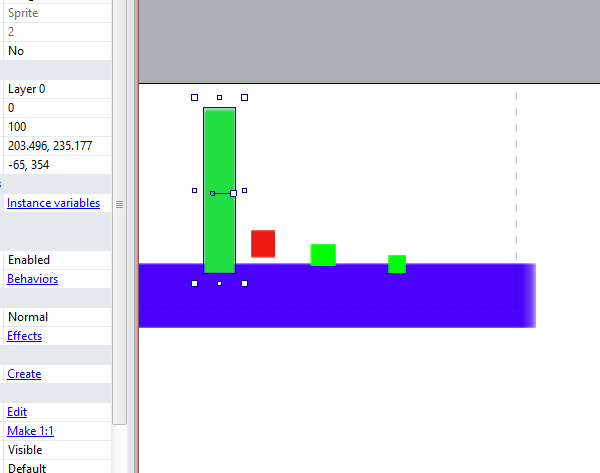 Sprite
2
No
Layer 0
0
100
203.496, 235.177
-65, 354
Instance variables
Enabled
Behaviors
Normal
Effects
Create
Edit
Make 1:1
Visible
Default